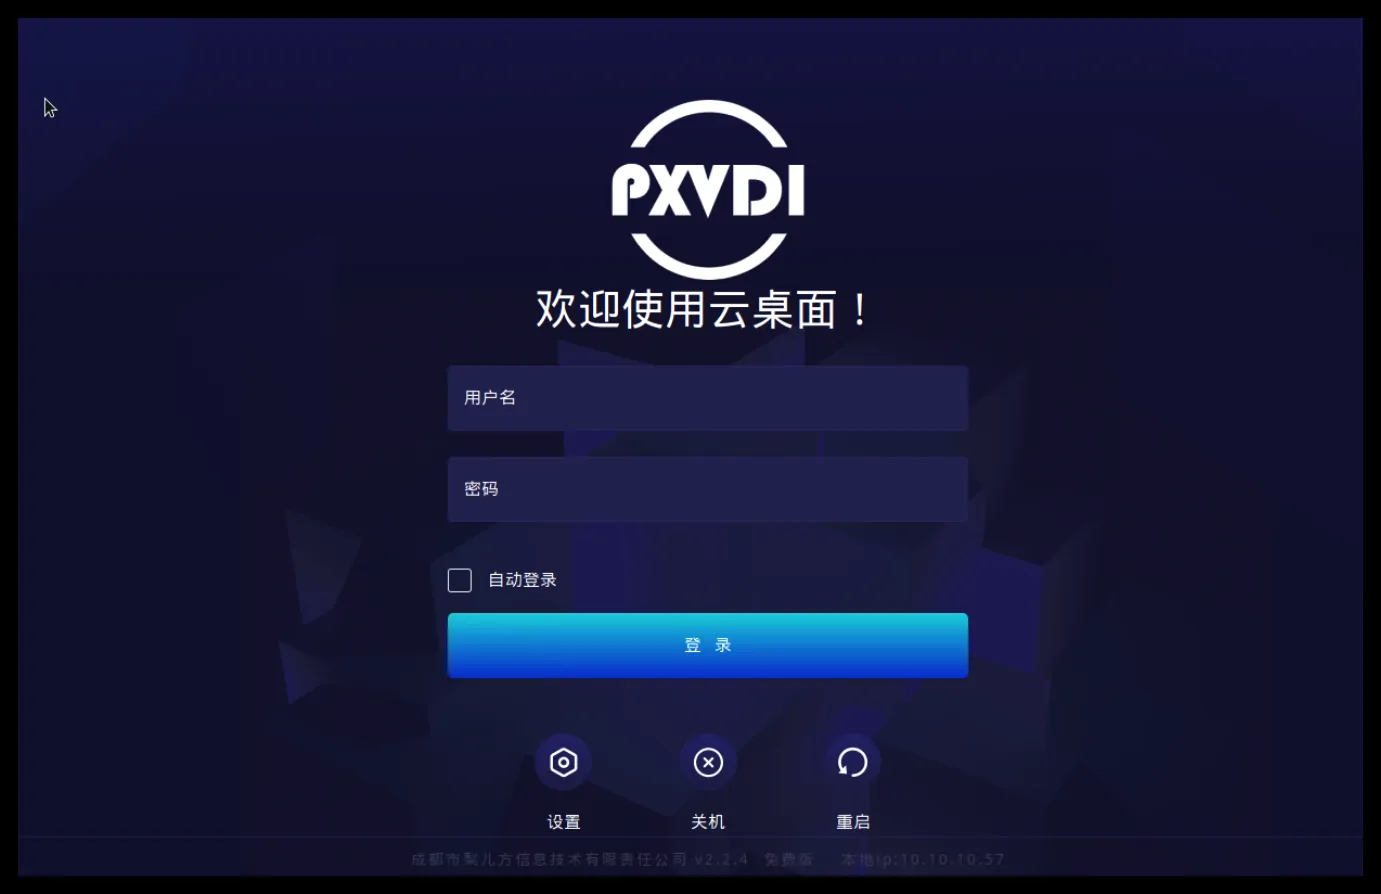 PXVDI
欢迎使用云桌面！
用户名
密码
自动登录
登 录
设置 关机 重启
成都市梨儿方信息技术有限责任公司 v2.2.4 免费版 本地ip:10.10.10.57